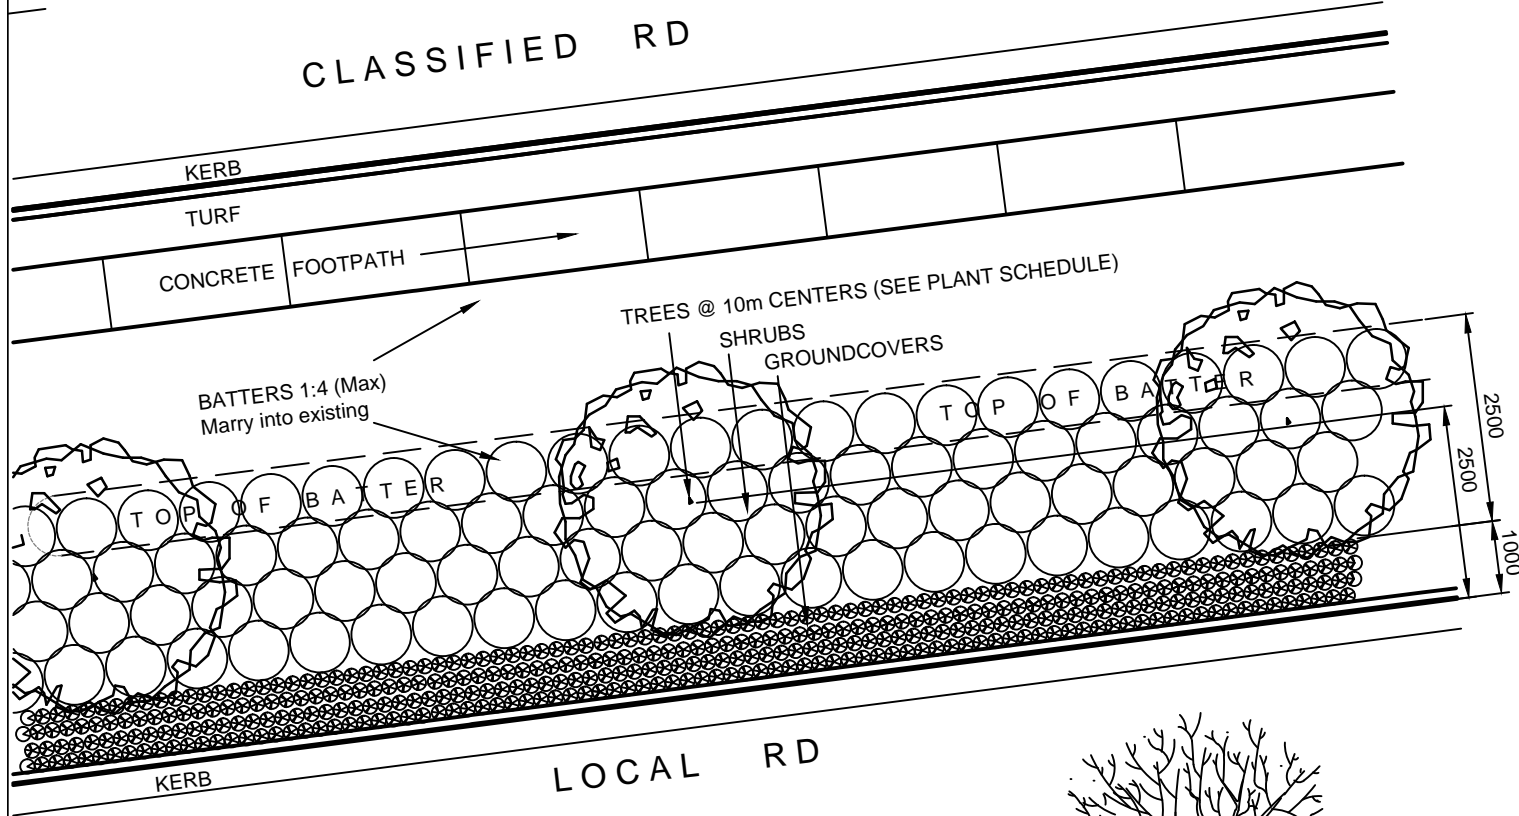 CLASSIFIED RD
KERB
TURF
CONCRETE FOOTPATH
TREES @ 10m CENTERS (SEE PLANT SCHEDULE)
SHRUBS
GROUNDCOVERS
BATTERS 1:4 (Max)
Marry into existing
TOP OF BATTER
TOP OF BATTER
2500
2500
1000
KERB
LOCAL RD